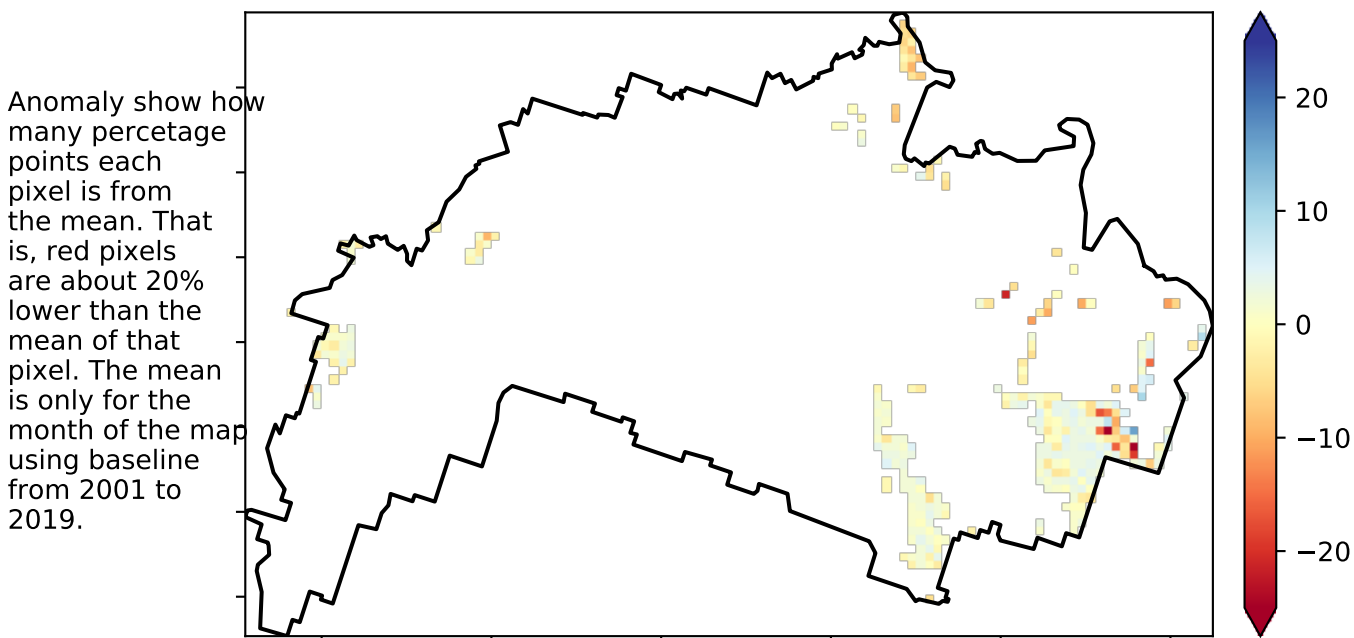 Anomaly show how
many percetage
points each
pixel is from
the mean. That
is, red pixels
are about 20%
lower than the
mean of that
pixel. The mean
is only for the
month of the map
using baseline
from 2001 to
2019.
20
10
0
−10
−20